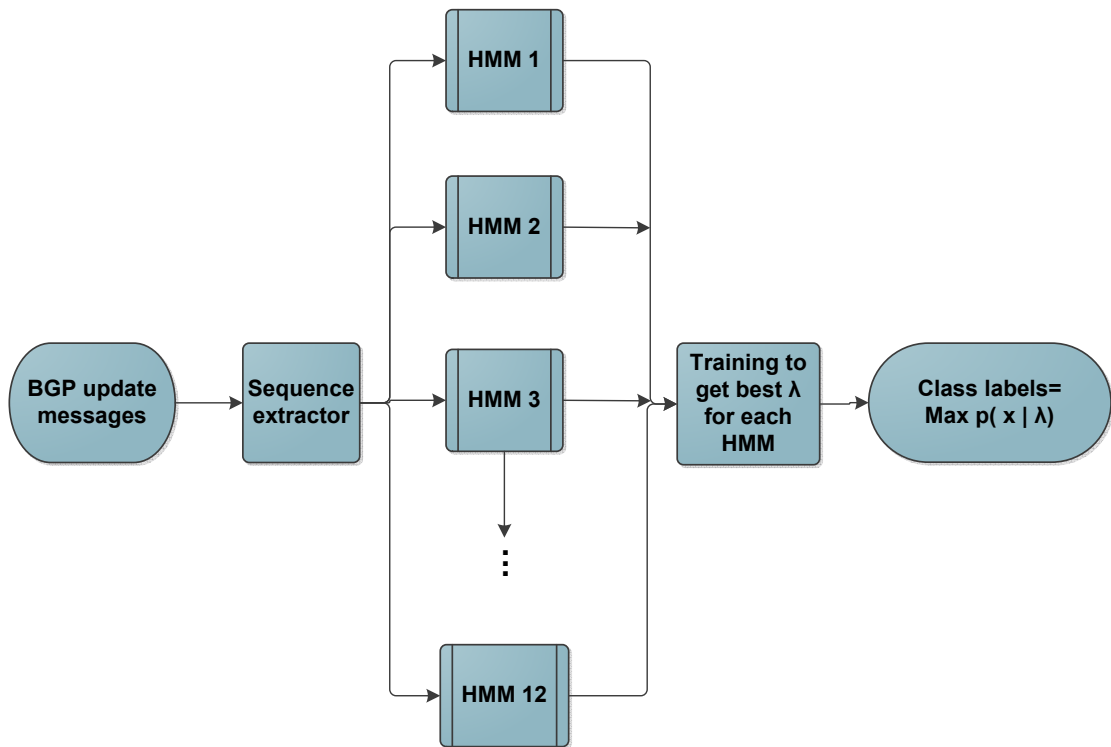 HMM 1
HMM 2
BGP update
messages
Sequence
extractor
HMM 3
Training to
get best λ
for each
HMM
Class labels=
Max p( x | λ)
...
HMM 12